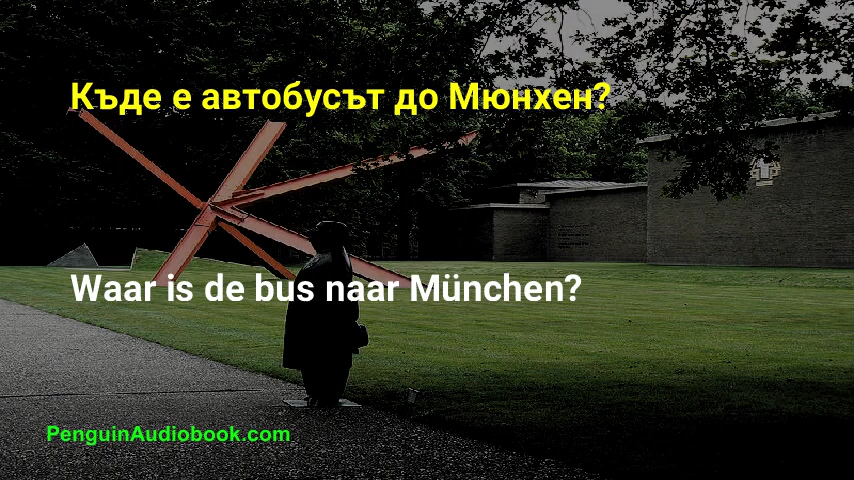 Къде е автобусът до Мюнхен?
Waar is de bus naar München?
PenguinAudiobook.com